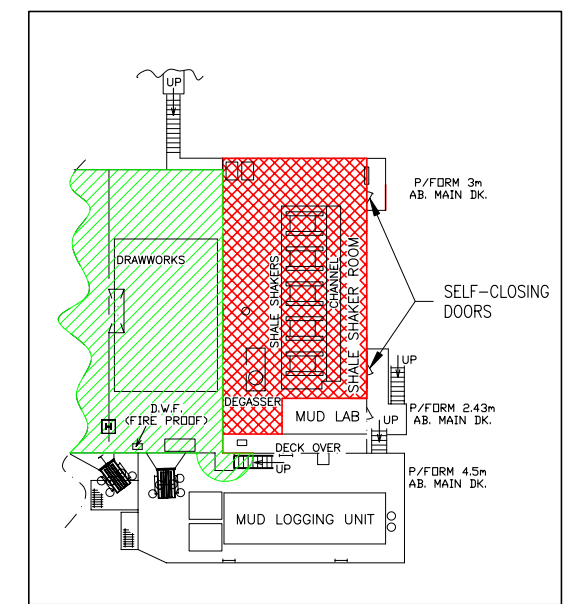 UP
P/FORM 3m
AB. MAIN DK.
DRAWWORKS
SHALE SHAKERS
CHANNEL
SHALE SHAKER ROOM
SELF-CLOSING
DOORS
UP
DEGASSER
D.W.F.
(FIRE PROOF)
MUD LAB
UP
P/FORM 2.43m
AB. MAIN DK.
H
DECK OVER
UP
P/FORM 4.5m
AB. MAIN DK.
MUD LOGGING UNIT